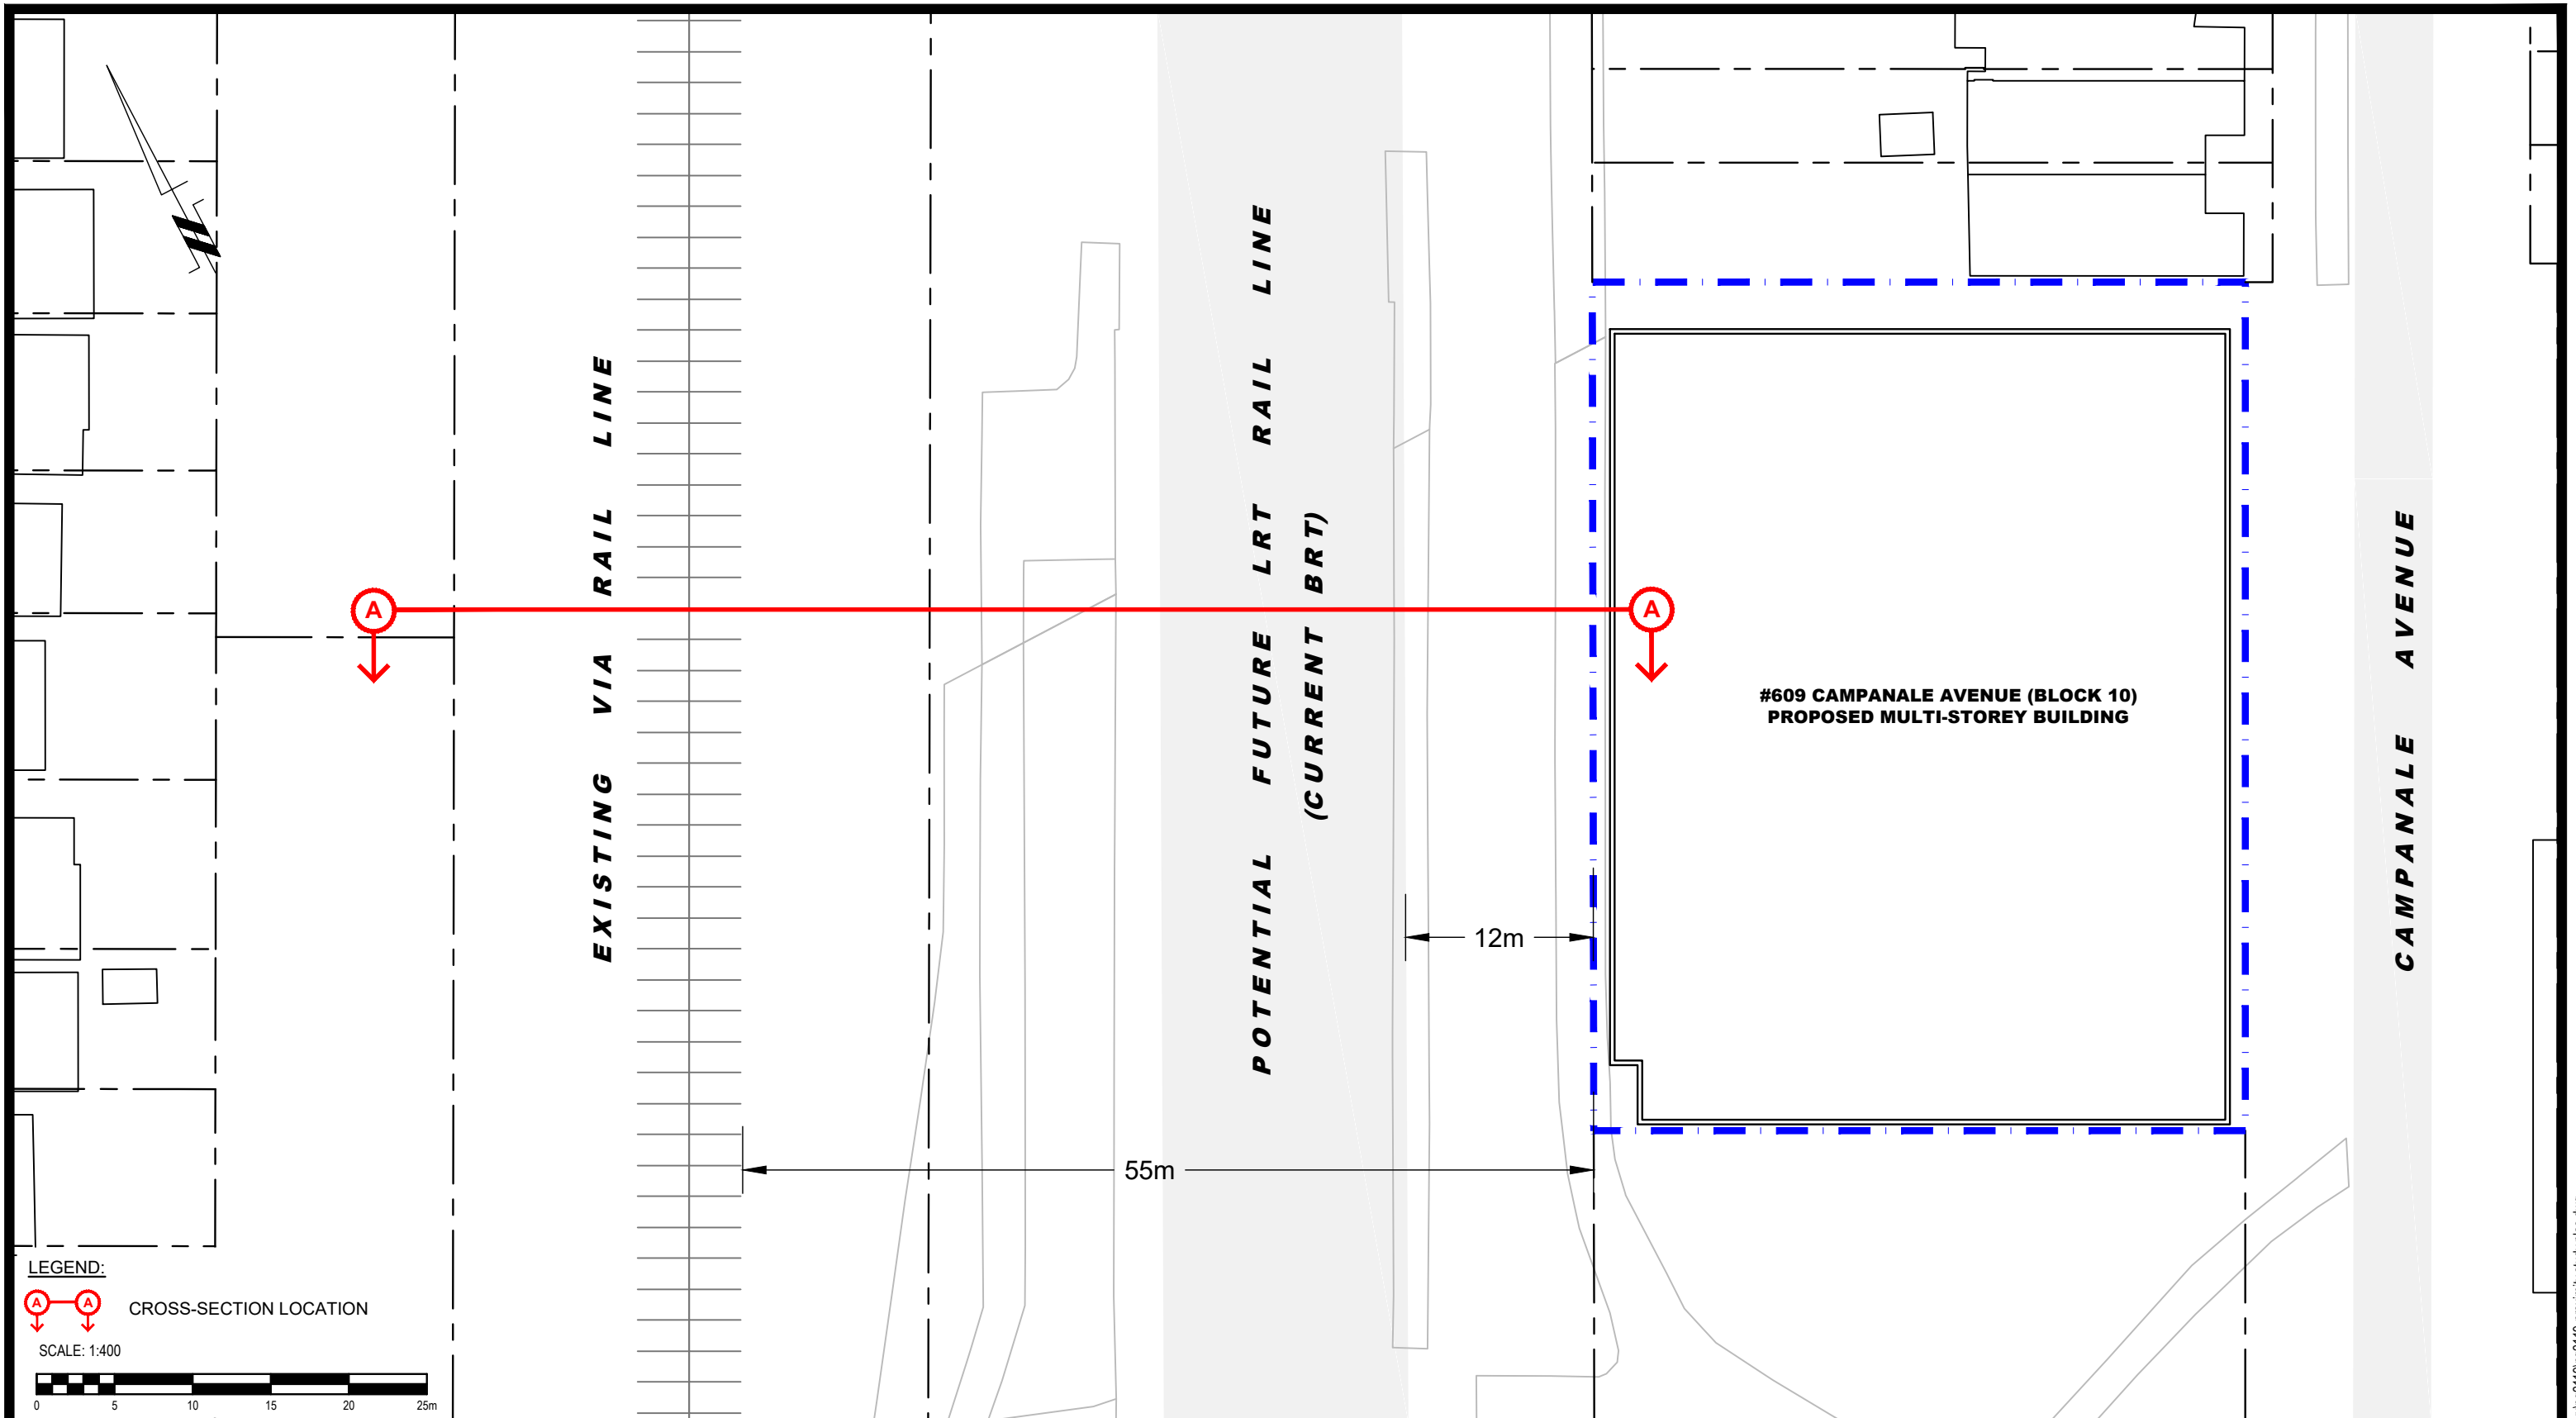 EXISTING VIA RAIL LINE
POTENTIAL FUTURE LRT RAIL LINE
(CURRENT BRT)
A
A
#609 CAMPANALE AVENUE (BLOCK 10)
PROPOSED MULTI-STOREY BUILDING
CAMPANALE AVENUE
12m
55m
LEGEND:
A A CROSS-SECTION LOCATION
SCALE: 1:400
0 5 10 15 20 25m